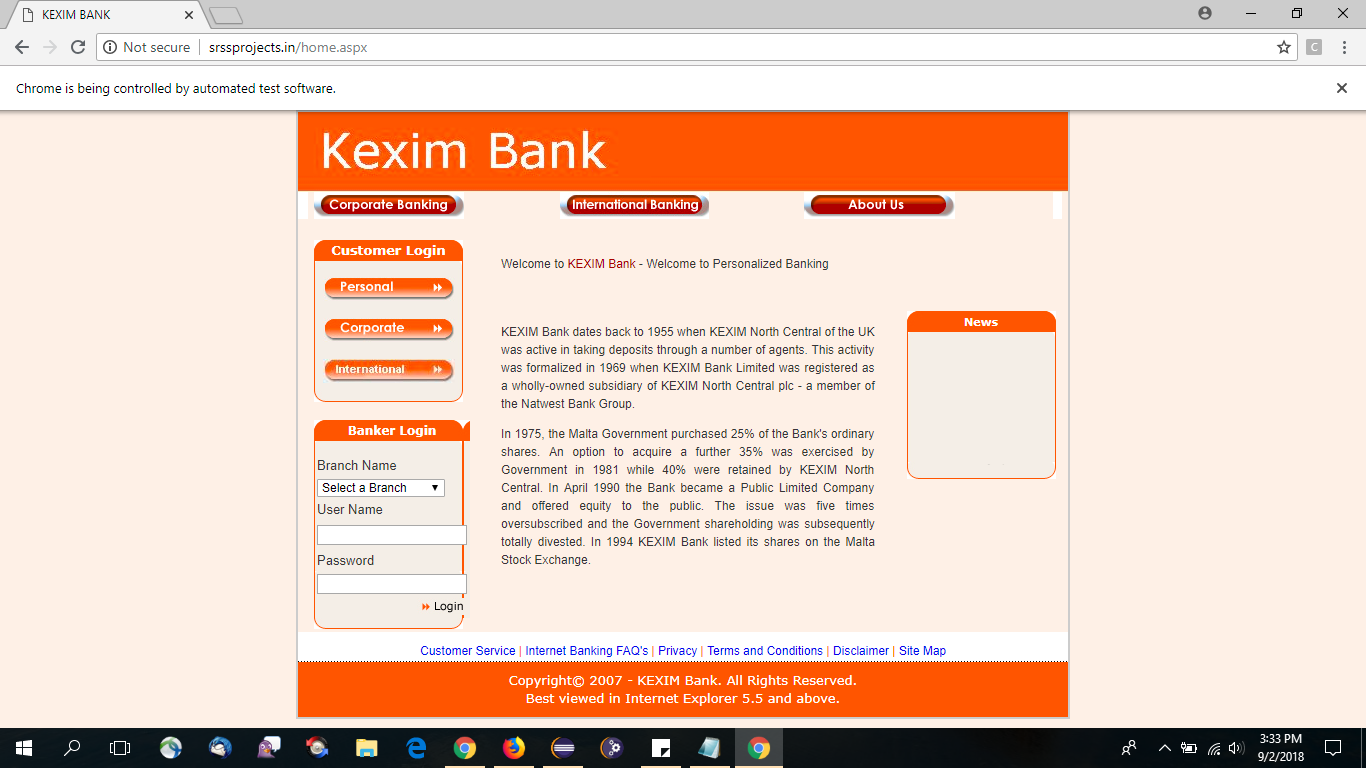 KEXIM BANK
Not secure
srssprojects.in/home.aspx
C
Chrome is being controlled by automated test software.
Kexim Bank
Corporate Banking
International Banking
About Us
Customer Login
Personal
Corporate
International
Banker Login
Branch Name
Select a Branch
User Name
Password
Login
Welcome to KEXIM Bank - Welcome to Personalized Banking
KEXIM Bank dates back to 1955 when KEXIM North Central of the UK
was active in taking deposits through a number of agents. This activity
was formalized in 1969 when KEXIM Bank Limited was registered as
a wholly-owned subsidiary of KEXIM North Central plc - a member of
the Natwest Bank Group.
In 1975, the Malta Government purchased 25% of the Bank's ordinary
shares. An option to acquire a further 35% was exercised by
Government in 1981 while 40% were retained by KEXIM North
Central. In April 1990 the Bank became a Public Limited Company
and offered equity to the public. The issue was five times
oversubscribed and the Government shareholding was subsequently
totally divested. In 1994 KEXIM Bank listed its shares on the Malta
Stock Exchange.
News
Customer Service | Internet Banking FAQ's | Privacy | Terms and Conditions | Disclaimer | Site Map
Copyright© 2007 - KEXIM Bank. All Rights Reserved.
Best viewed in Internet Explorer 5.5 and above.
3:33 PM
9/2/2018